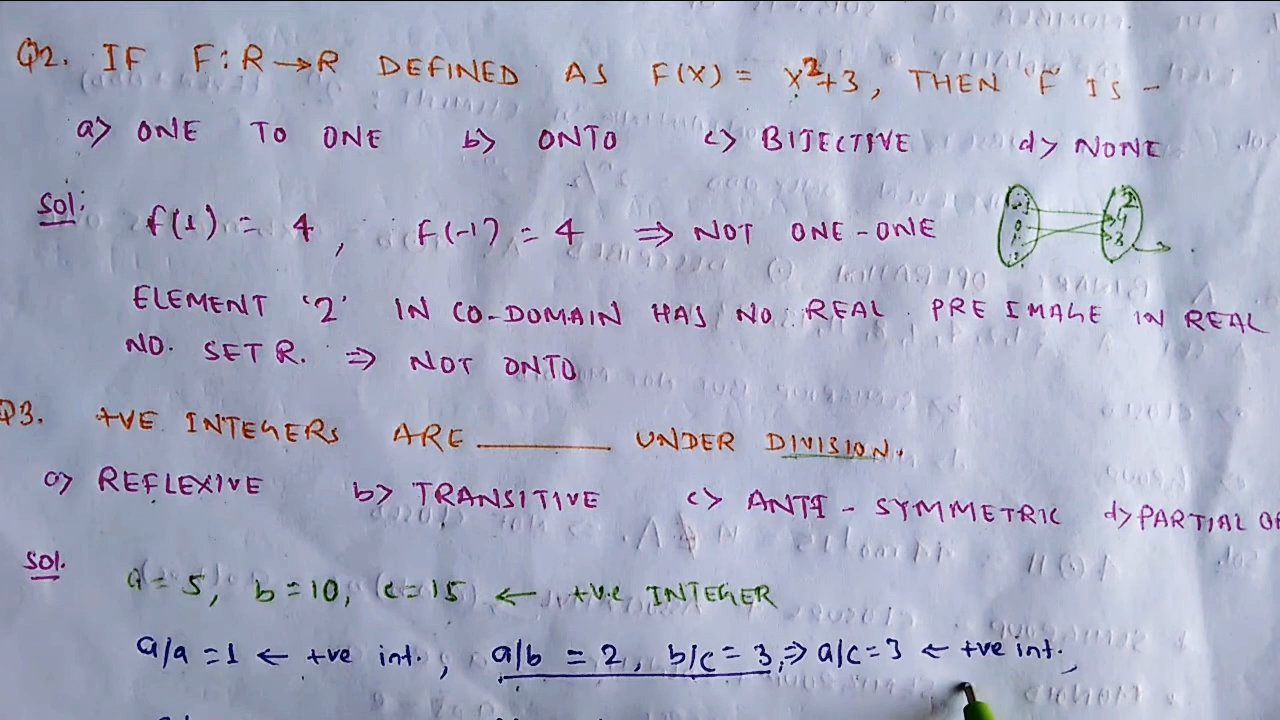 Q2. IF F:R→R DEFINED AS F(X) = X²+3, THEN "F" IS -
a> ONE TO ONE b> ONTO c> BIJECTIVE d> NONE
Sol: f(1) = 4, f(-1) = 4 ⇒ NOT ONE-ONE
ELEMENT '2' IN CO-DOMAIN HAS NO REAL PRE IMAGE IN REAL
NO. SET R. ⇒ NOT ONTO
Q3. +VE INTEGERS ARE ______ UNDER DIVISION.
a> REFLEXIVE b> TRANSITIVE c> ANTI-SYMMETRIC d> PARTIAL
Sol. a = 5, b = 10, c = 15 ← +ve INTEGER
a/a = 1 ← +ve int., a/b = 2, b/c = 3, ⇒ a/c = 3 ← +ve int.,